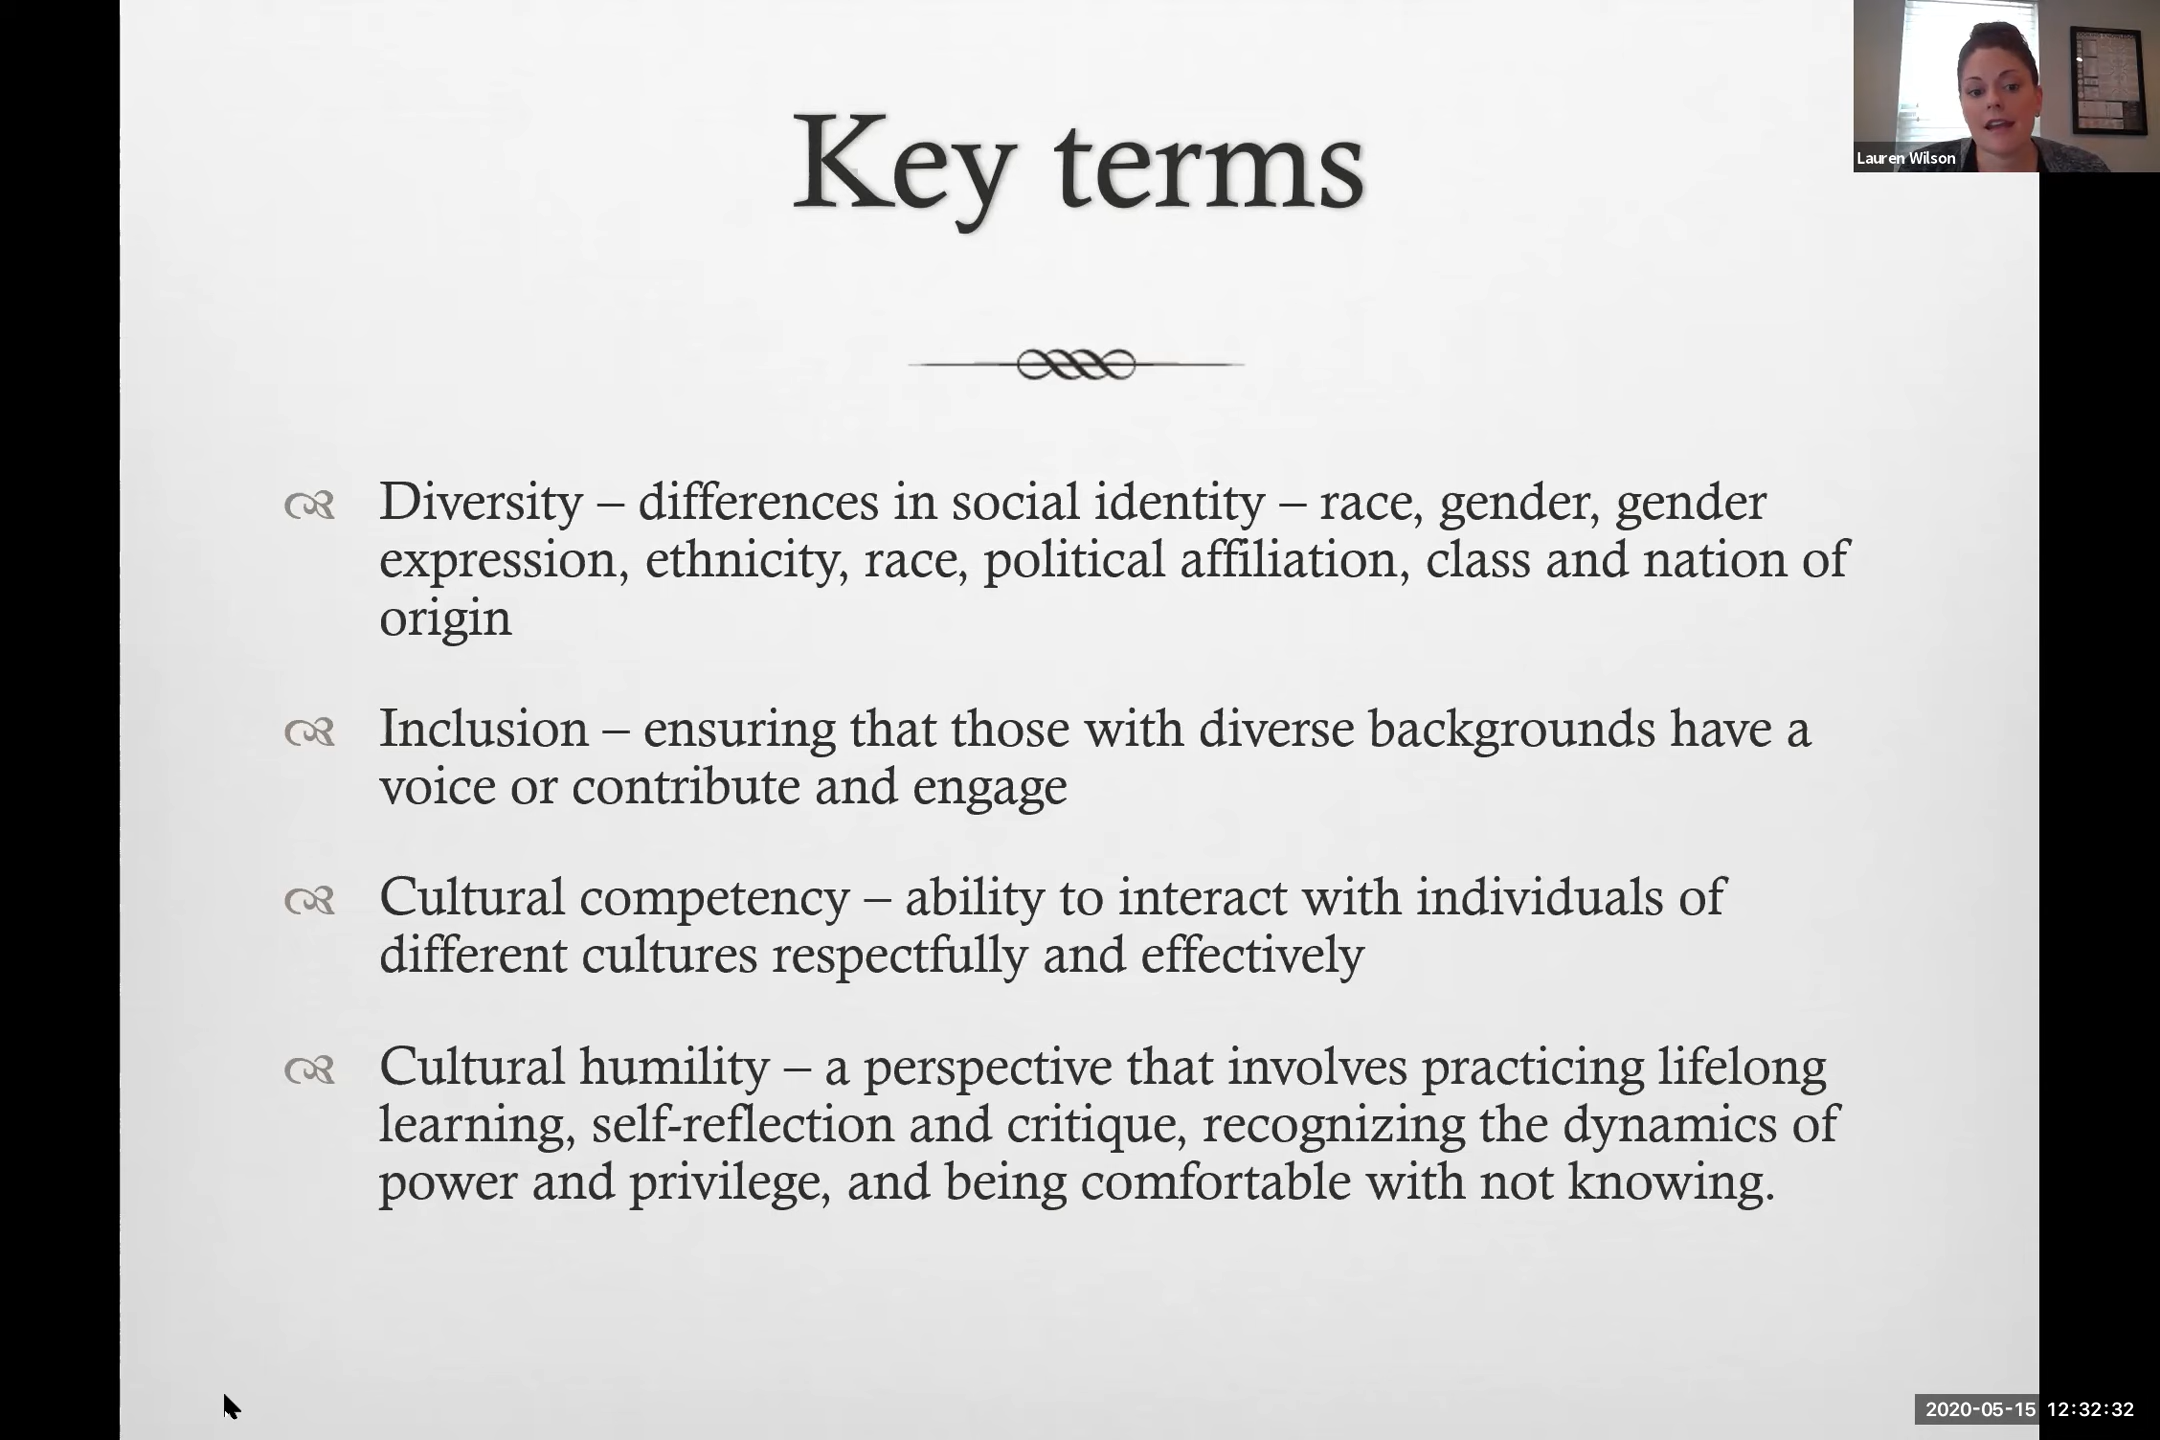 Key terms
Lauren Wilson
Diversity – differences in social identity – race, gender, gender
expression, ethnicity, race, political affiliation, class and nation of
origin
Inclusion – ensuring that those with diverse backgrounds have a
voice or contribute and engage
Cultural competency – ability to interact with individuals of
different cultures respectfully and effectively
Cultural humility – a perspective that involves practicing lifelong
learning, self-reflection and critique, recognizing the dynamics of
power and privilege, and being comfortable with not knowing.
2020-05-15 12:32:32